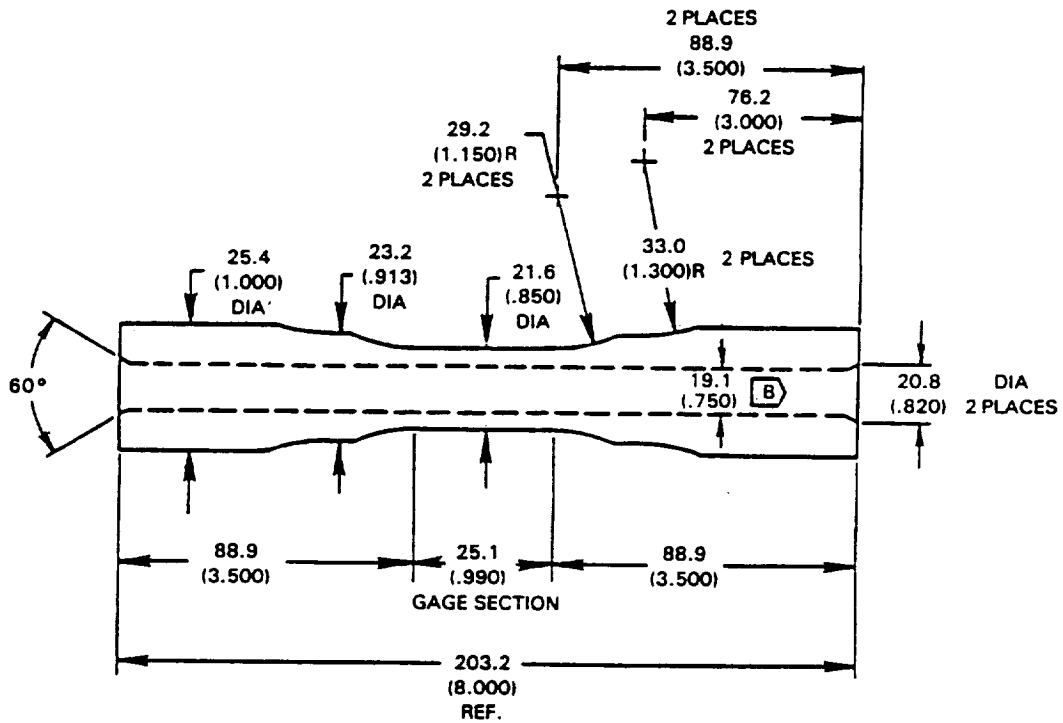 2 PLACES
88.9
(3.500)
76.2
(3.000)
2 PLACES
29.2
(1.150)R
2 PLACES
33.0
(1.300)R
2 PLACES
25.4
(1.000)
DIA
23.2
(.913)
DIA
21.6
(.850)
DIA
60°
19.1
(.750)
B
20.8
(.820)
DIA
2 PLACES
88.9
(3.500)
25.1
(.990)
GAGE SECTION
88.9
(3.500)
203.2
(8.000)
REF.